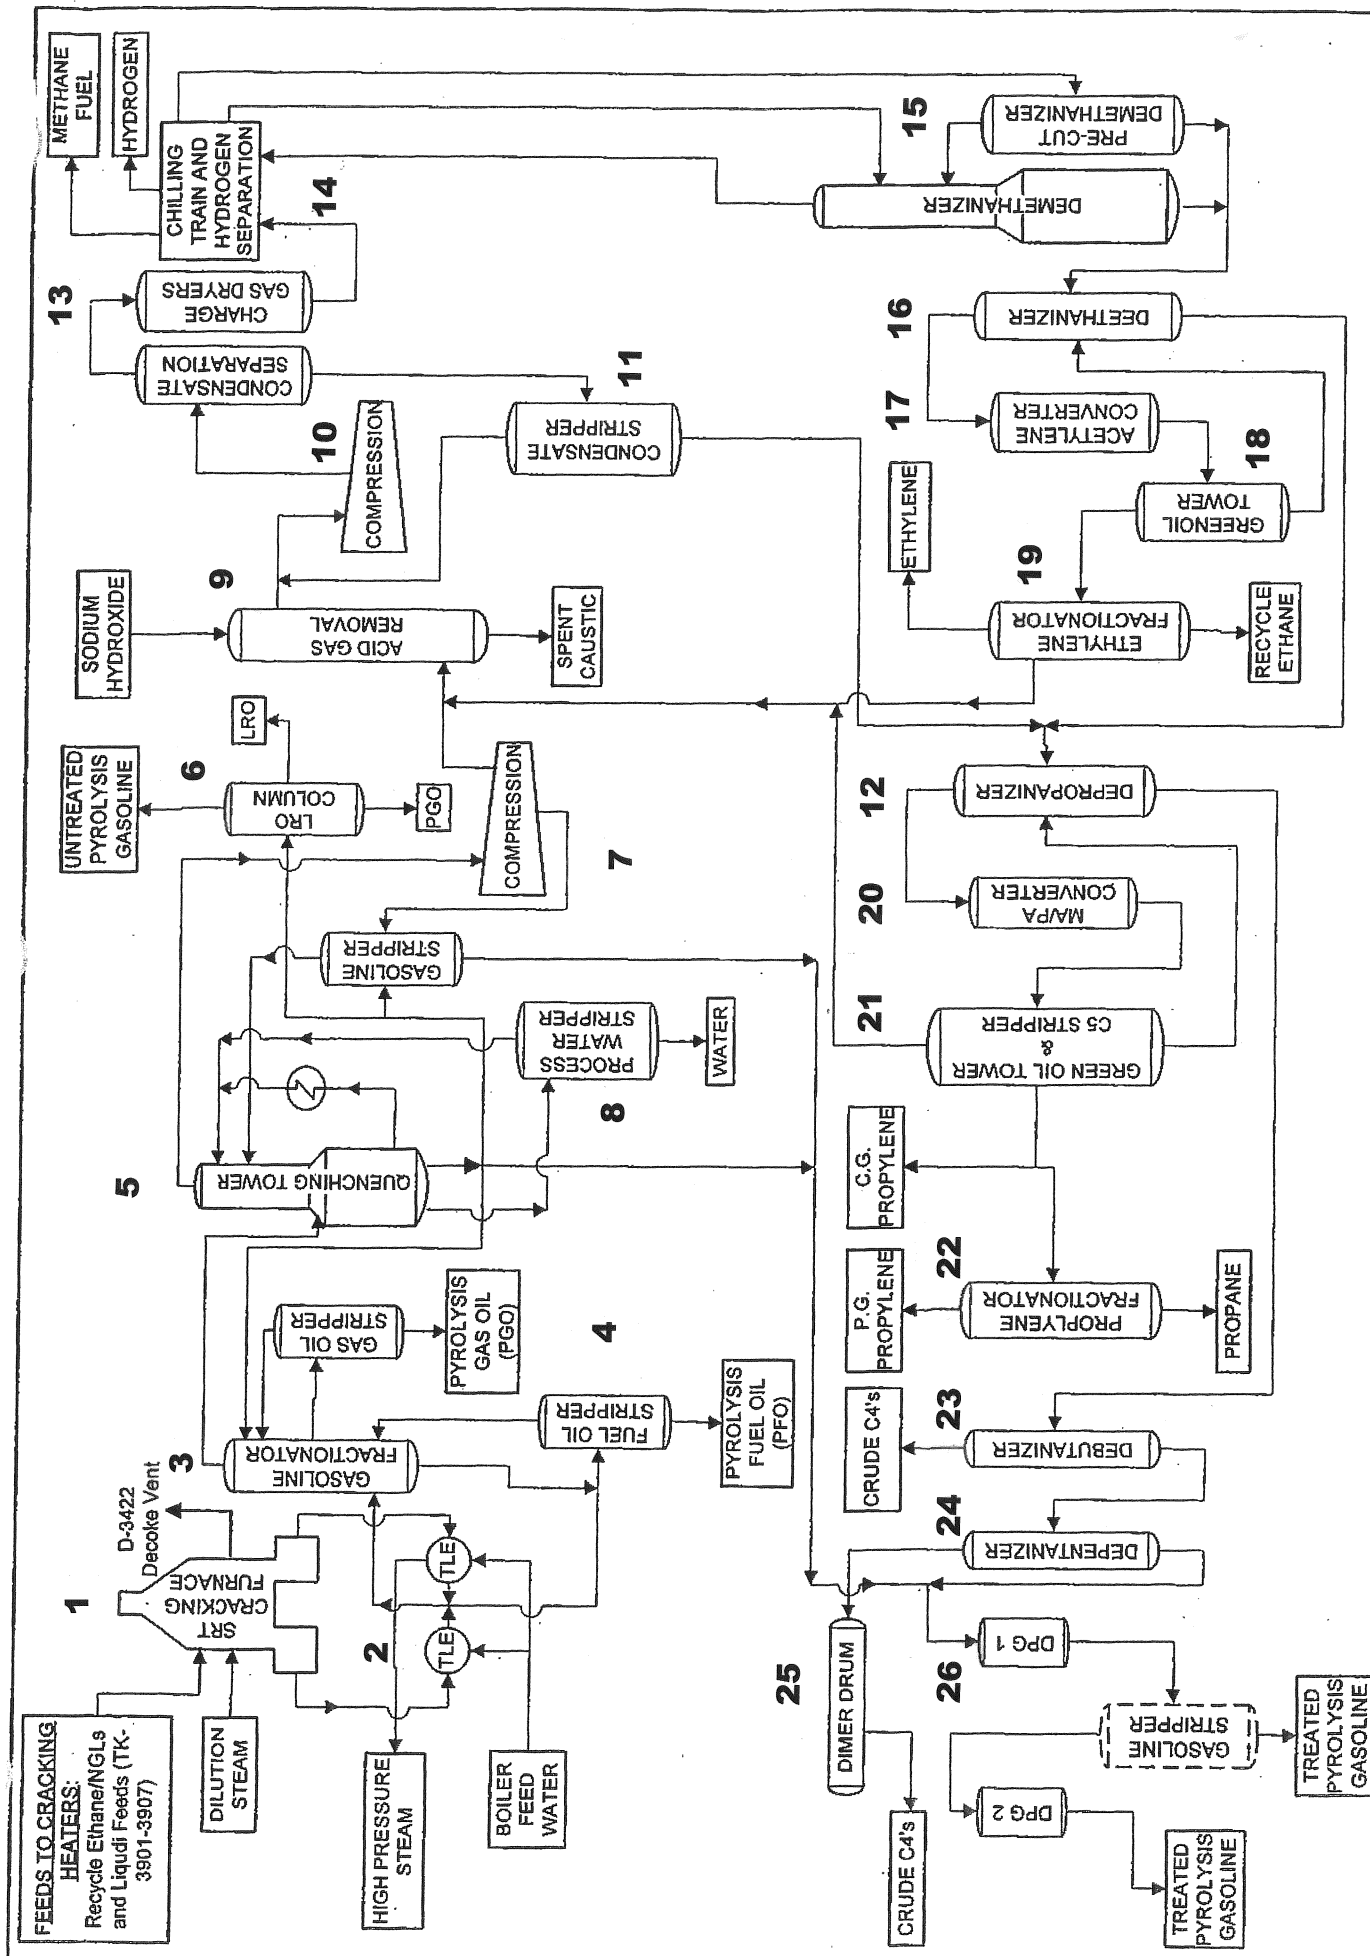 FEEDS TO CRACKING
HEATERS:
Recycle Ethane/NGLs
and Liqudi Feeds (TK-
3901-3907)
DILUTION
STEAM
HIGH PRESSURE
STEAM
BOILER
FEED
WATER
1
D-3422
Decoke Vent
SRT
CRACKING
FURNACE
2
TLE
TLE
3
GASOLINE
FRACTIONATOR
GAS OIL
STRIPPER
PYROLYSIS
GAS OIL
(PGO)
4
FUEL OIL
STRIPPER
PYROLYSIS
FUEL OIL
(PFO)
5
QUENCHING TOWER
UNTREATED
PYROLYSIS
GASOLINE
6
LRO
LRO
COLUMN
PGO
GASOLINE
STRIPPER
7
COMPRESSION
8
PROCESS
WATER
STRIPPER
WATER
SODIUM
HYDROXIDE
9
ACID GAS
REMOVAL
SPENT
CAUSTIC
10
COMPRESSION
CONDENSATE
SEPARATION
11
CONDENSATE
STRIPPER
13
CHARGE
GAS DRYERS
METHANE
FUEL
HYDROGEN
CHILLING
TRAIN AND
HYDROGEN
SEPARATION
14
15
PRE-CUT
DEMETHANIZER
DEMETHANIZER
16
DEETHANIZER
17
ACETYLENE
CONVERTER
18
GREENOIL
TOWER
ETHYLENE
19
ETHYLENE
FRACTIONATOR
RECYCLE
ETHANE
12
DEPROPANIZER
20
MA/PA
CONVERTER
21
GREEN OIL TOWER
&
C5 STRIPPER
C.G.
PROPYLENE
P.G.
PROPYLENE
22
PROPLYENE
FRACTIONATOR
PROPANE
CRUDE C4's
23
DEBUTANIZER
24
DEPENTANIZER
25
DIMER DRUM
CRUDE C4's
26
DPG 1
GASOLINE
STRIPPER
TREATED
PYROLYSIS
GASOLINE
DPG 2
TREATED
PYROLYSIS
GASOLINE